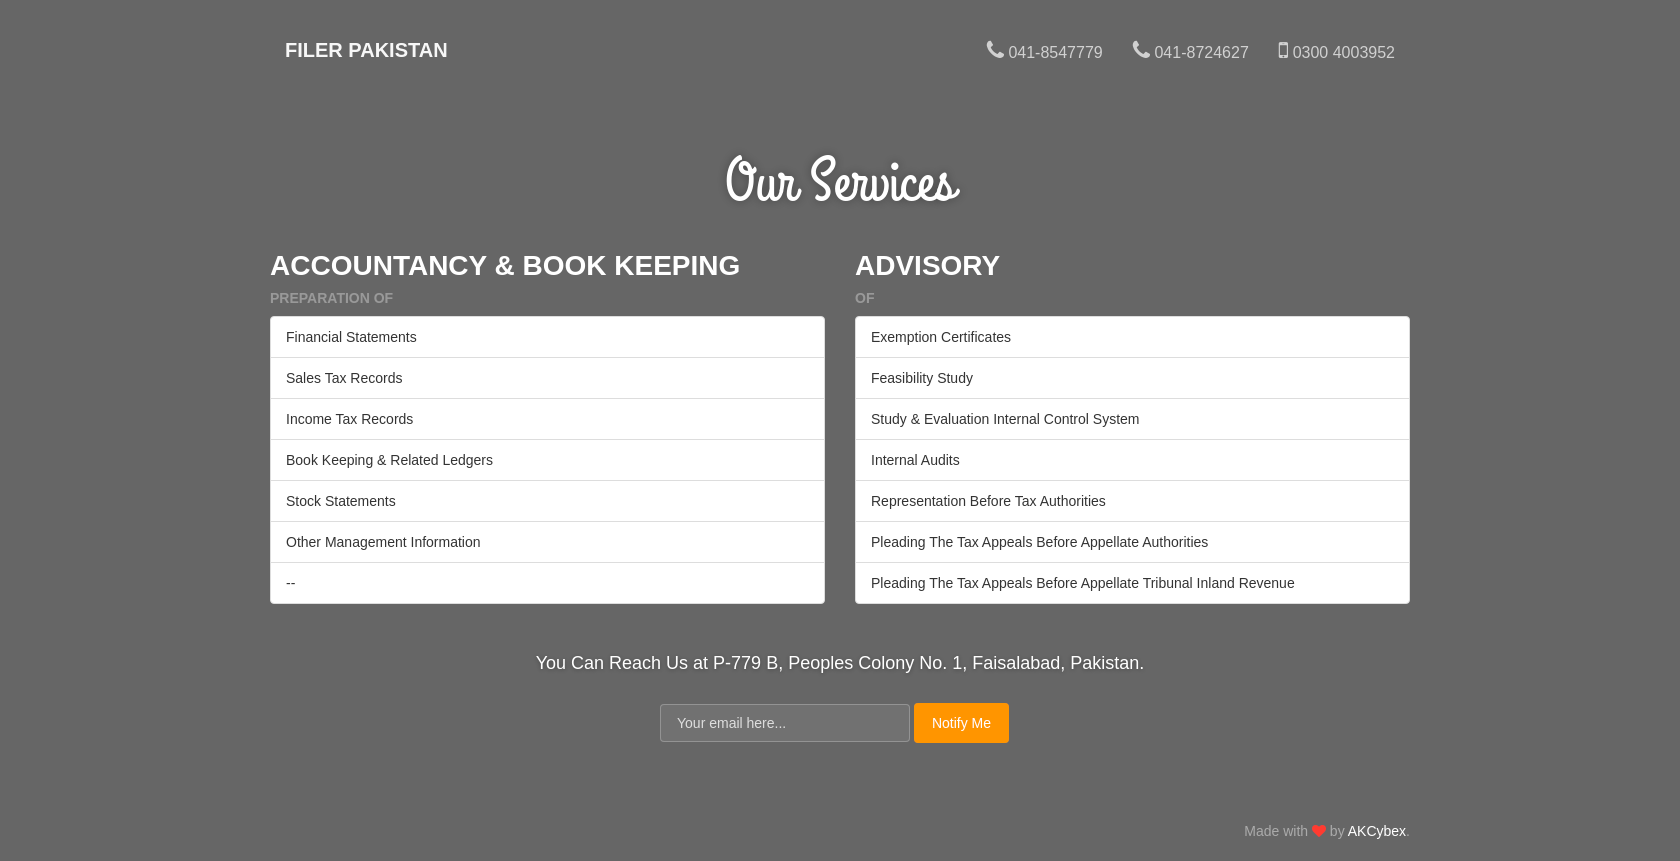 FILER PAKISTAN
041-8547779
041-8724627
0300 4003952
Our Services
ACCOUNTANCY & BOOK KEEPING
PREPARATION OF
Financial Statements
Sales Tax Records
Income Tax Records
Book Keeping & Related Ledgers
Stock Statements
Other Management Information
--
ADVISORY
OF
Exemption Certificates
Feasibility Study
Study & Evaluation Internal Control System
Internal Audits
Representation Before Tax Authorities
Pleading The Tax Appeals Before Appellate Authorities
Pleading The Tax Appeals Before Appellate Tribunal Inland Revenue
You Can Reach Us at P-779 B, Peoples Colony No. 1, Faisalabad, Pakistan.
Your email here...
Notify Me
Made with ♥ by AKCybex.